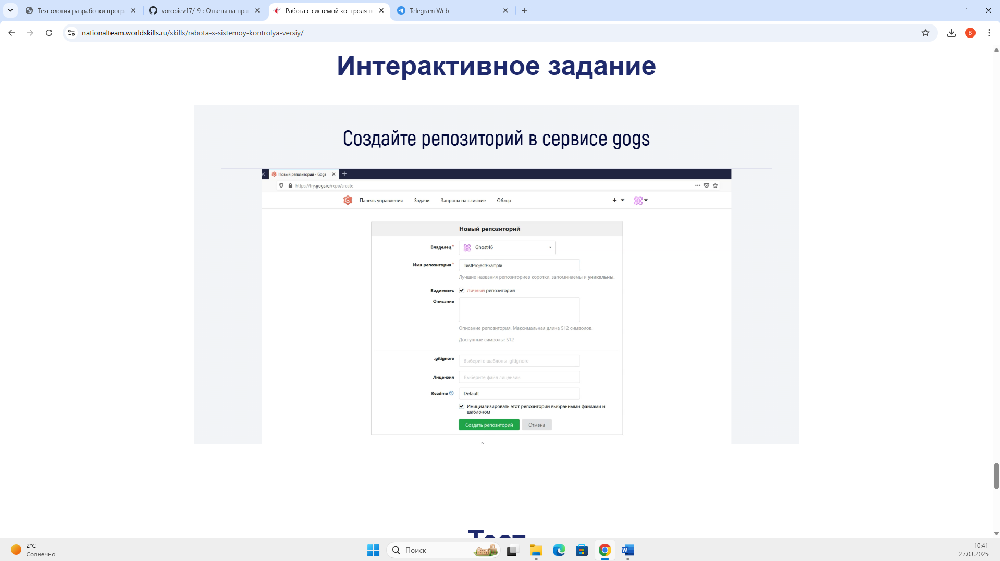 Технология разработки прогр
vorobiev17/-9-: Ответы на пра
Работа с системой контроля в
Telegram Web
nationalteam.worldskills.ru/skills/rabota-s-sistemoy-kontrolya-versiy/
B
Интерактивное задание
Создайте репозиторий в сервисе gogs
Новый репозиторий - Gogs
https://try.gogs.io/repo/create
Панель управления Задачи Запросы на слияние Обзор
Новый репозиторий
Владелец* Ghost46
Имя репозитория* TestProjectExample
Лучшие названия репозиториев коротки, запоминаемы и уникальны.
Видимость Личный репозиторий
Описание
Описание репозитория. Максимальная длина 512 символов.
Доступные символы: 512
.gitignore Выберите шаблоны .gitignore
Лицензия Выберите файл лицензии
Readme Default
Инициализировать этот репозиторий выбранными файлами и
шаблоном
Создать репозиторий Отмена
Тест
2°C
Солнечно
Поиск
10:41
27.03.2025